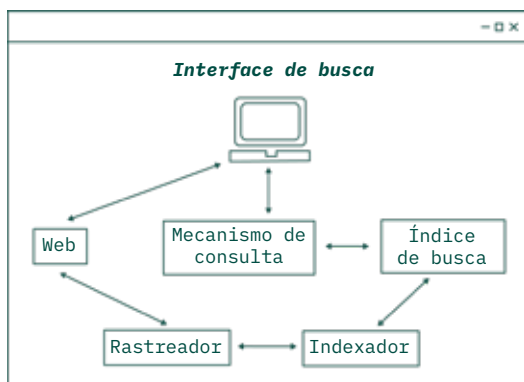 Interface de busca
Web
Mecanismo de
consulta
Índice
de busca
Rastreador
Indexador